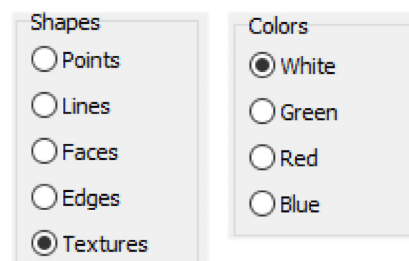 Shapes
Points
Lines
Faces
Edges
Textures
Colors
White
Green
Red
Blue